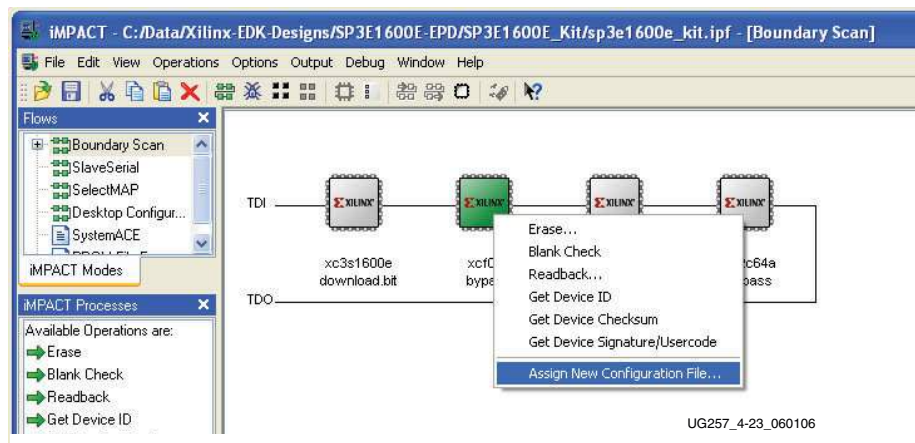 iMPACT - C:/Data/Xilinx-EDK-Designs/SP3E1600E-EPD/SP3E1600E_Kit/sp3e1600e_kit.ipf - [Boundary Scan]
File Edit View Operations Options Output Debug Window Help
Flows
Boundary Scan
SlaveSerial
SelectMAP
Desktop Configur...
SystemACE
iMPACT Modes
iMPACT Processes
Available Operations are:
Erase
Blank Check
Readback
Get Device ID
TDI
XILINX XILINX XILINX XILINX
xc3s1600e
download.bit
TDO
Erase...
Blank Check
Readback...
Get Device ID
Get Device Checksum
Get Device Signature/Usercode
Assign New Configuration File...
UG257_4-23_060106